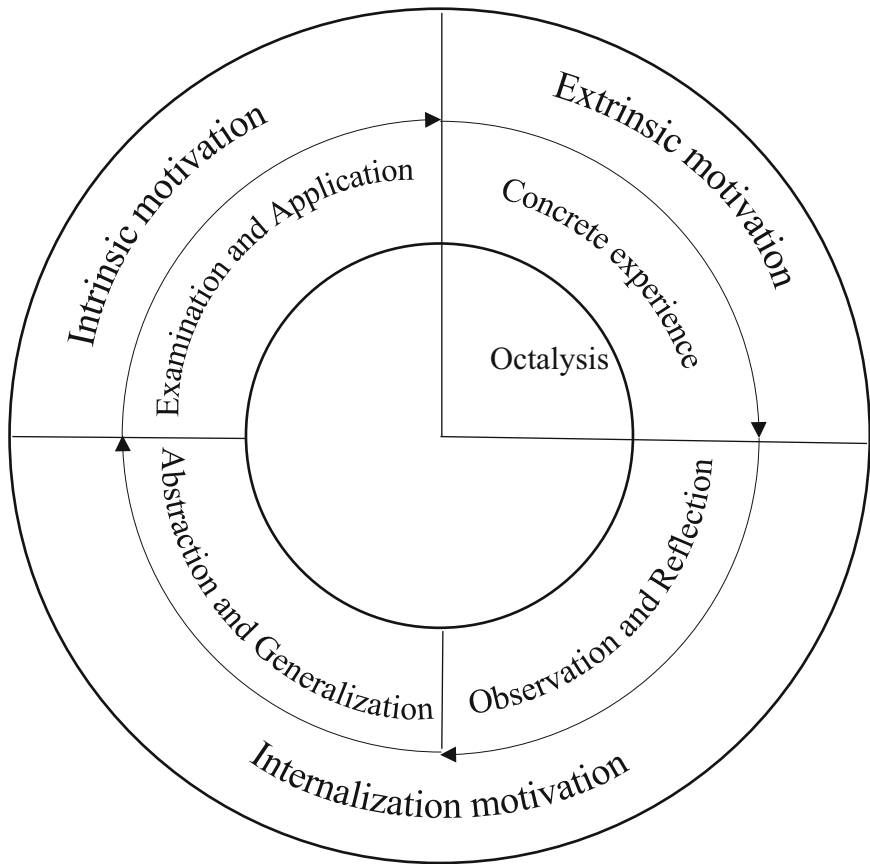 Extrinsic motivation
Intrinsic motivation
Concrete experience
Examination and Application
Octalysis
Abstraction and Generalization
Observation and Reflection
Internalization motivation